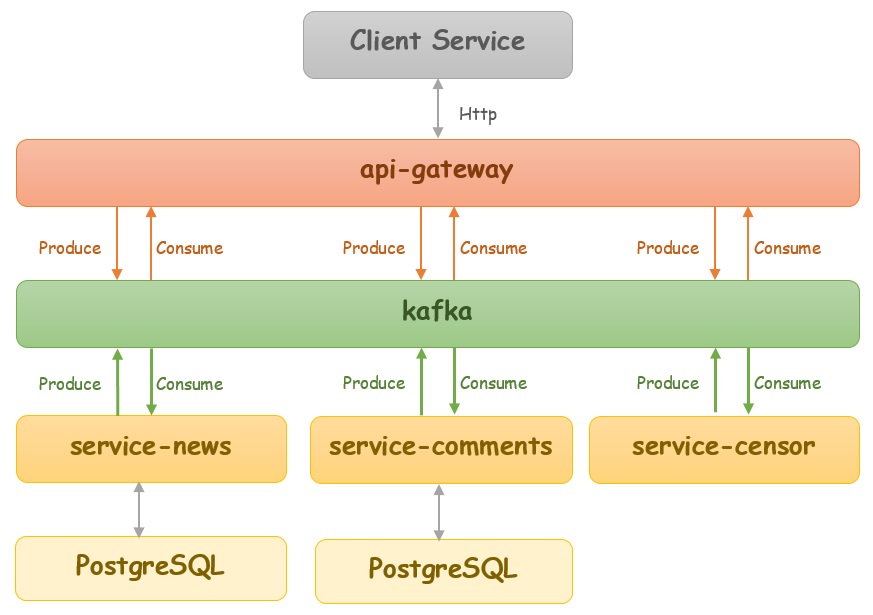 Client Service
Http
api-gateway
Produce Consume Produce Consume Produce Consume
kafka
Produce Consume Produce Consume Produce Consume
service-news service-comments service-censor
PostgreSQL PostgreSQL